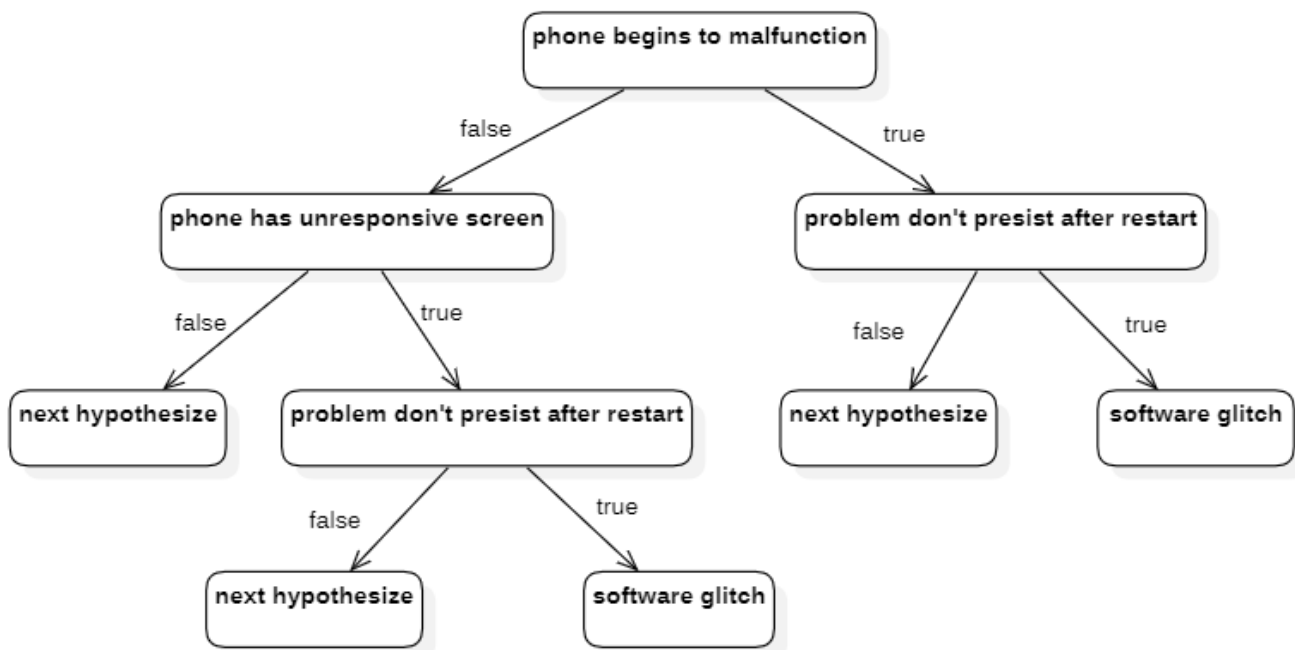 phone begins to malfunction
false
true
phone has unresponsive screen
problem don't presist after restart
false
true
false
true
next hypothesize
problem don't presist after restart
next hypothesize
software glitch
false
true
next hypothesize
software glitch